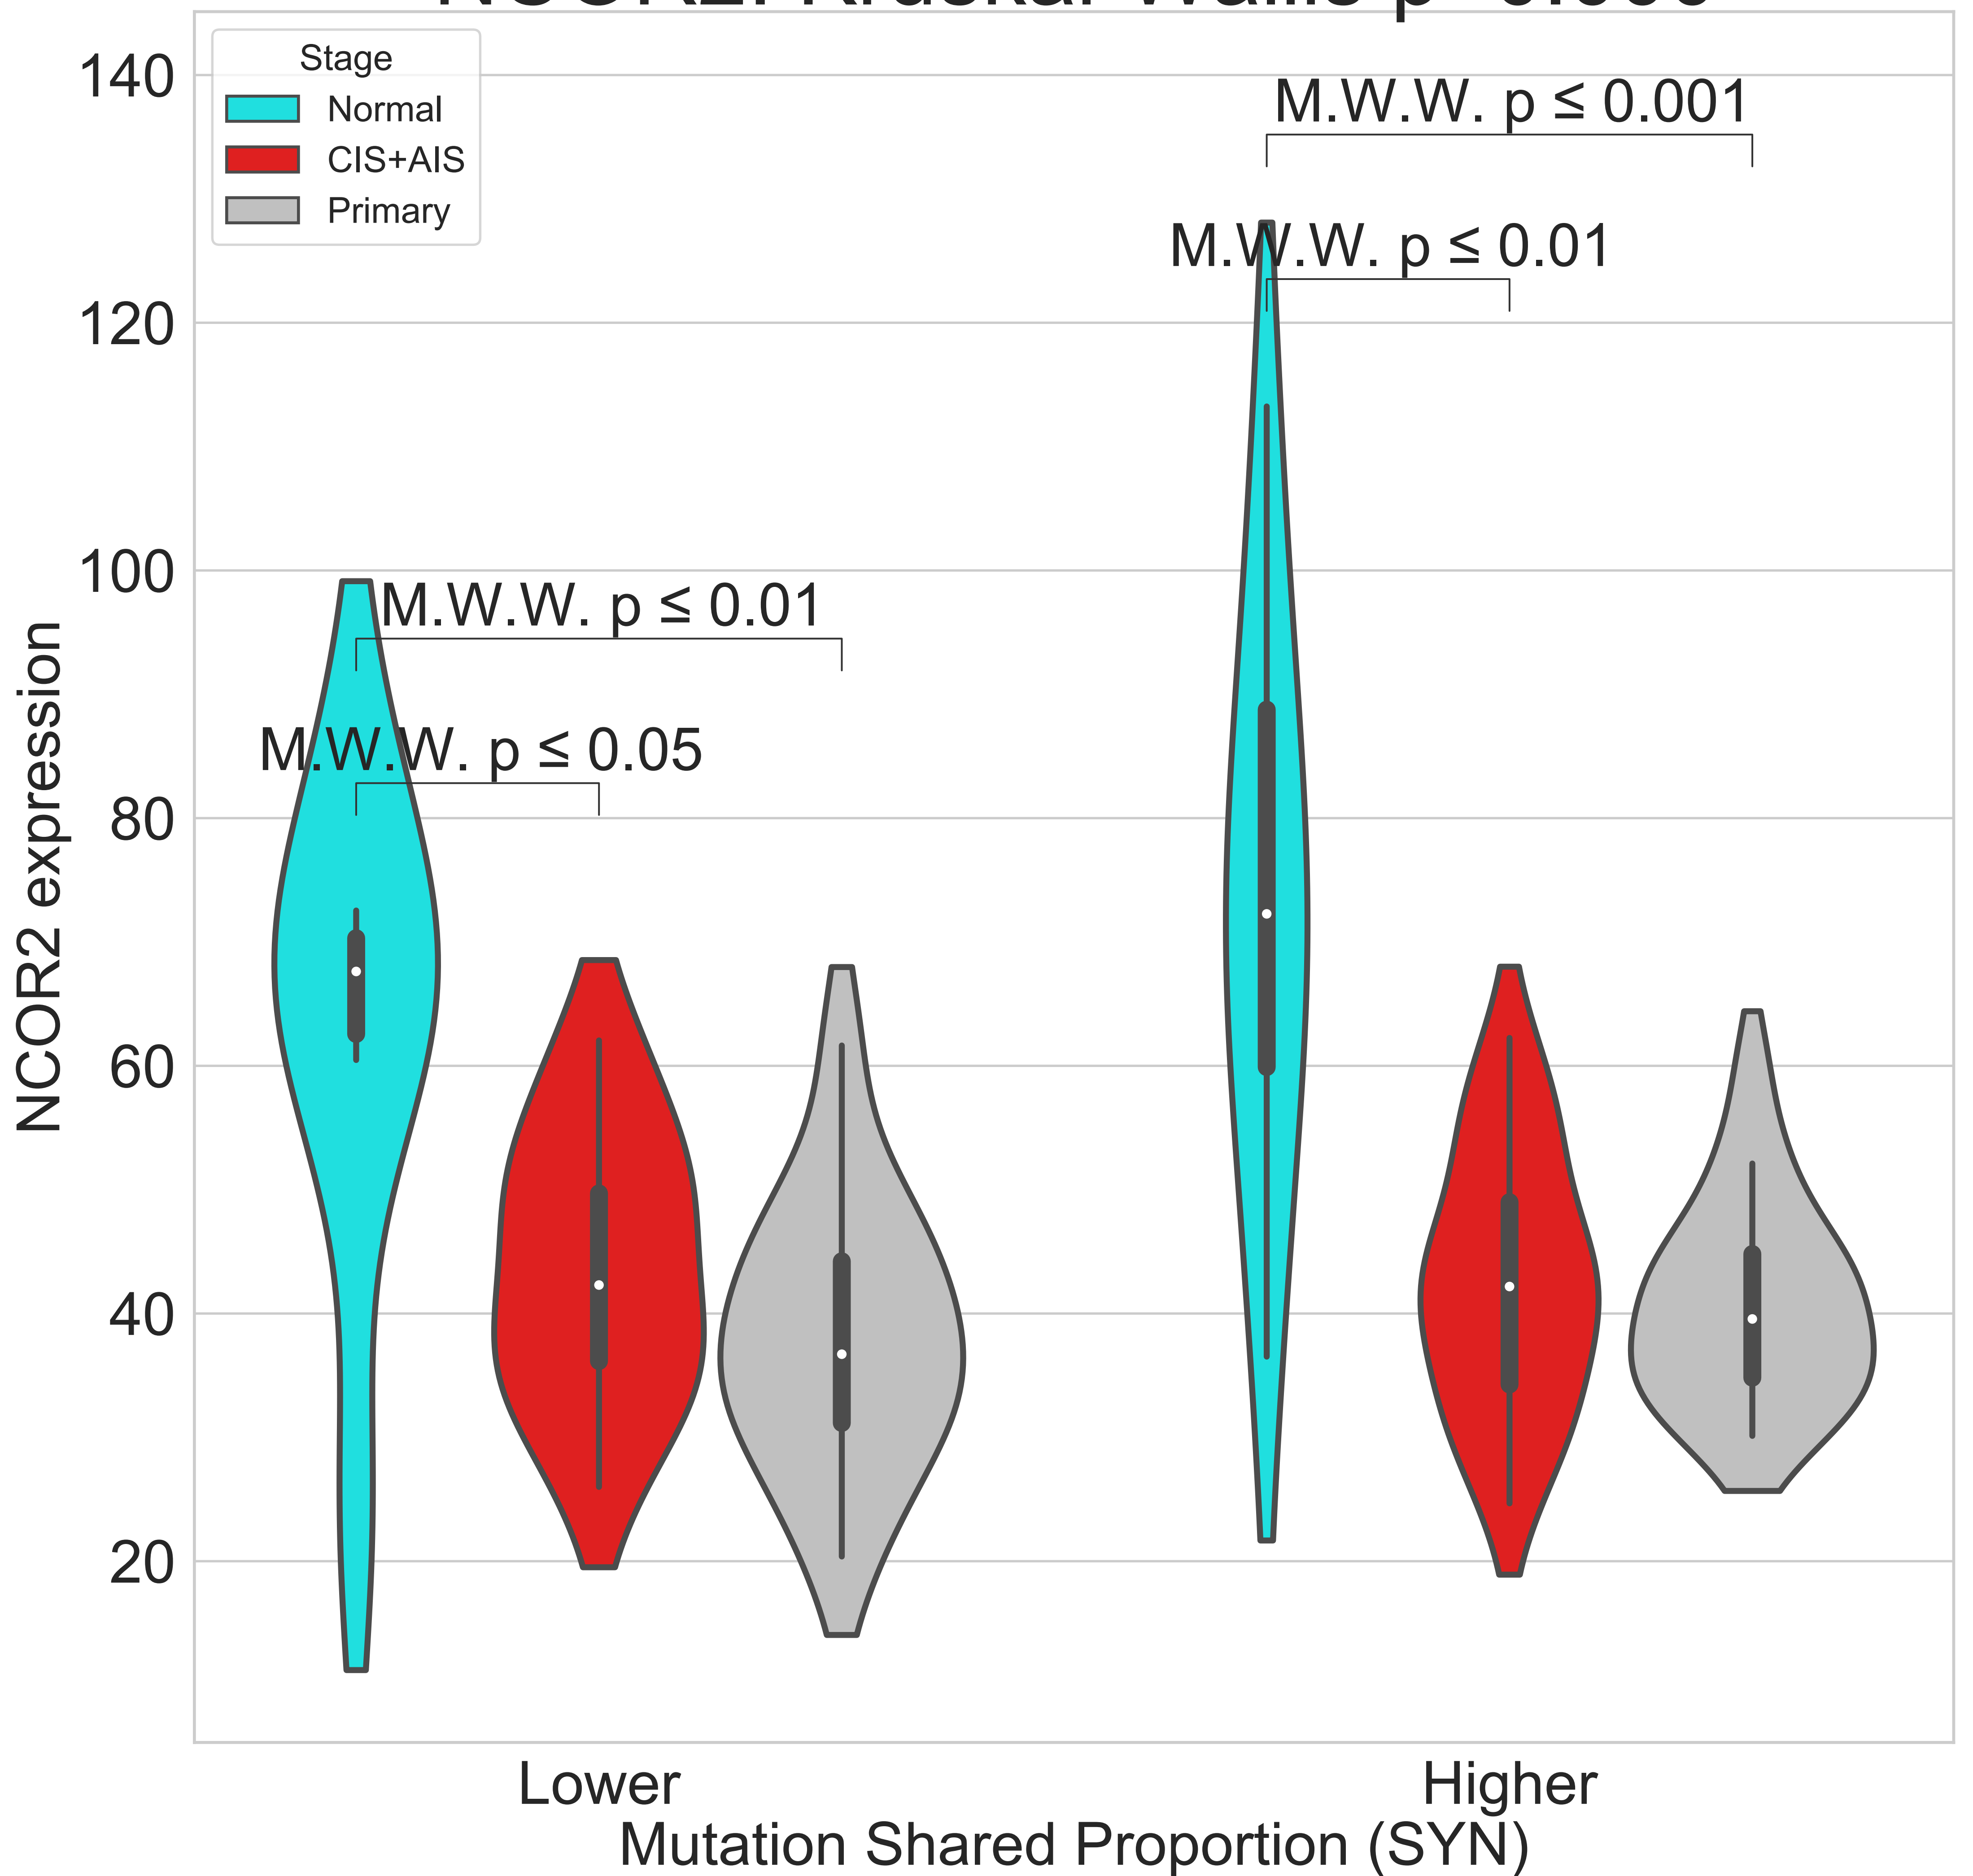 Stage
Normal
CIS+AIS
Primary
140
120
100
80
60
40
20
NCOR2 expression
M.W.W. p ≤ 0.001
M.W.W. p ≤ 0.01
M.W.W. p ≤ 0.01
M.W.W. p ≤ 0.05
Lower
Higher
Mutation Shared Proportion (SYN)